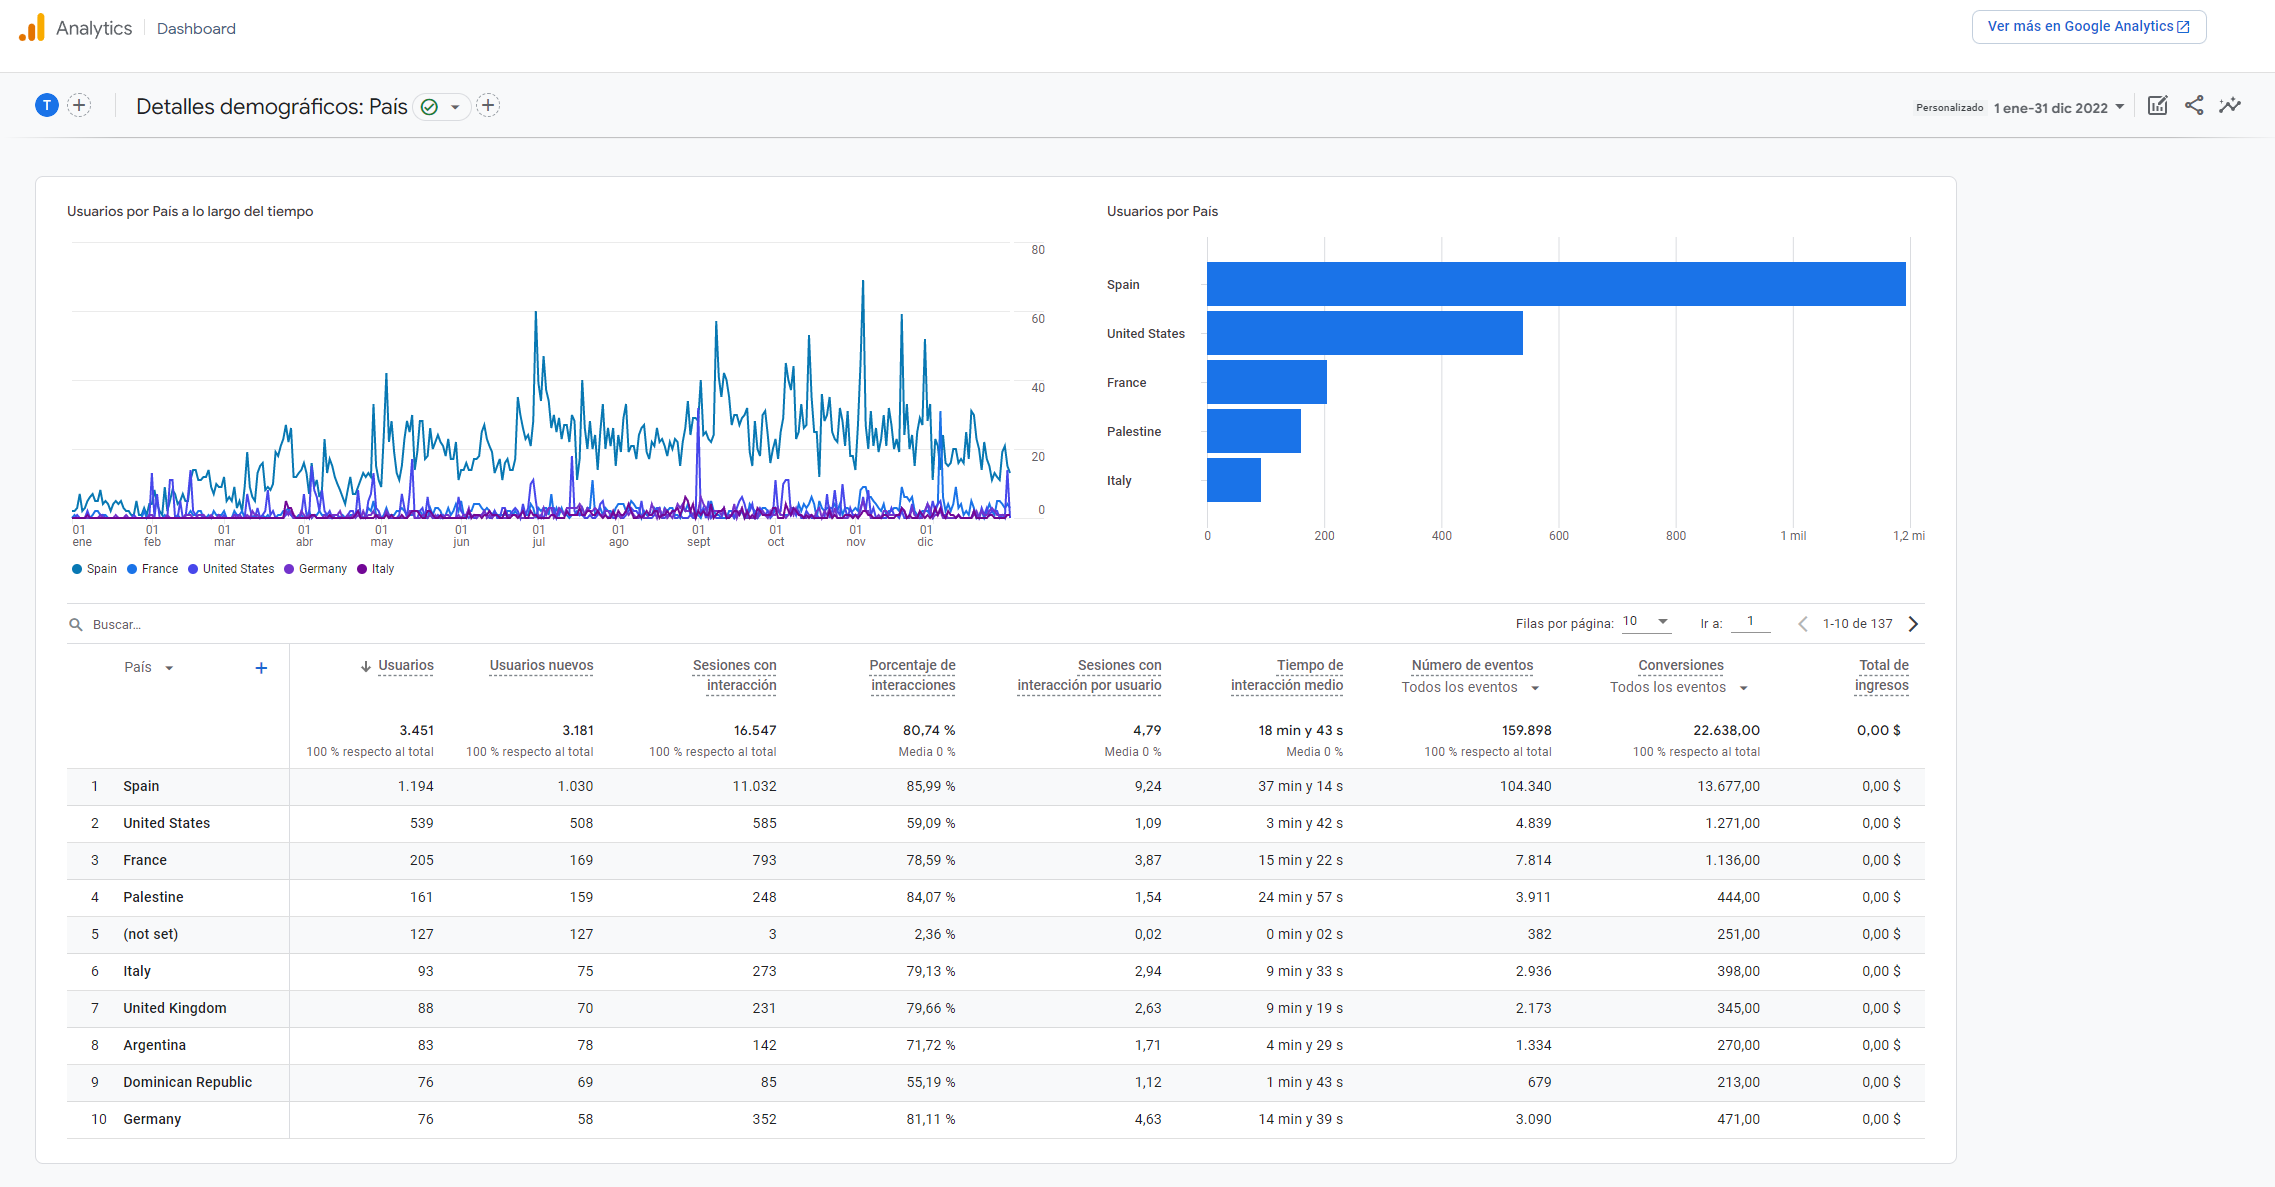 Analytics Dashboard
Ver más en Google Analytics
T Detalles demográficos: País
Personalizado 1 ene-31 dic 2022
Usuarios por País a lo largo del tiempo
80
60
40
20
0
01 01 01 01 01 01 01 01 01 01 01 01
ene feb mar abr may jun jul ago sept oct nov dic
Spain France United States Germany Italy
Usuarios por País
Spain
United States
France
Palestine
Italy
0 200 400 600 800 1 mil 1,2 mi
Buscar...
Filas por página: 10 Ir a: 1 1-10 de 137
País Usuarios Usuarios nuevos Sesiones con Porcentaje de Sesiones con Tiempo de Número de eventos Conversiones Total de
interacción interacciones interacción por usuario interacción medio Todos los eventos Todos los eventos ingresos
3.451 3.181 16.547 80,74 % 4,79 18 min y 43 s 159.898 22.638,00 0,00 $
100 % respecto al total 100 % respecto al total 100 % respecto al total Media 0 % Media 0 % Media 0 % 100 % respecto al total 100 % respecto al total
1 Spain 1.194 1.030 11.032 85,99 % 9,24 37 min y 14 s 104.340 13.677,00 0,00 $
2 United States 539 508 585 59,09 % 1,09 3 min y 42 s 4.839 1.271,00 0,00 $
3 France 205 169 793 78,59 % 3,87 15 min y 22 s 7.814 1.136,00 0,00 $
4 Palestine 161 159 248 84,07 % 1,54 24 min y 57 s 3.911 444,00 0,00 $
5 (not set) 127 127 3 2,36 % 0,02 0 min y 02 s 382 251,00 0,00 $
6 Italy 93 75 273 79,13 % 2,94 9 min y 33 s 2.936 398,00 0,00 $
7 United Kingdom 88 70 231 79,66 % 2,63 9 min y 19 s 2.173 345,00 0,00 $
8 Argentina 83 78 142 71,72 % 1,71 4 min y 29 s 1.334 270,00 0,00 $
9 Dominican Republic 76 69 85 55,19 % 1,12 1 min y 43 s 679 213,00 0,00 $
10 Germany 76 58 352 81,11 % 4,63 14 min y 39 s 3.090 471,00 0,00 $